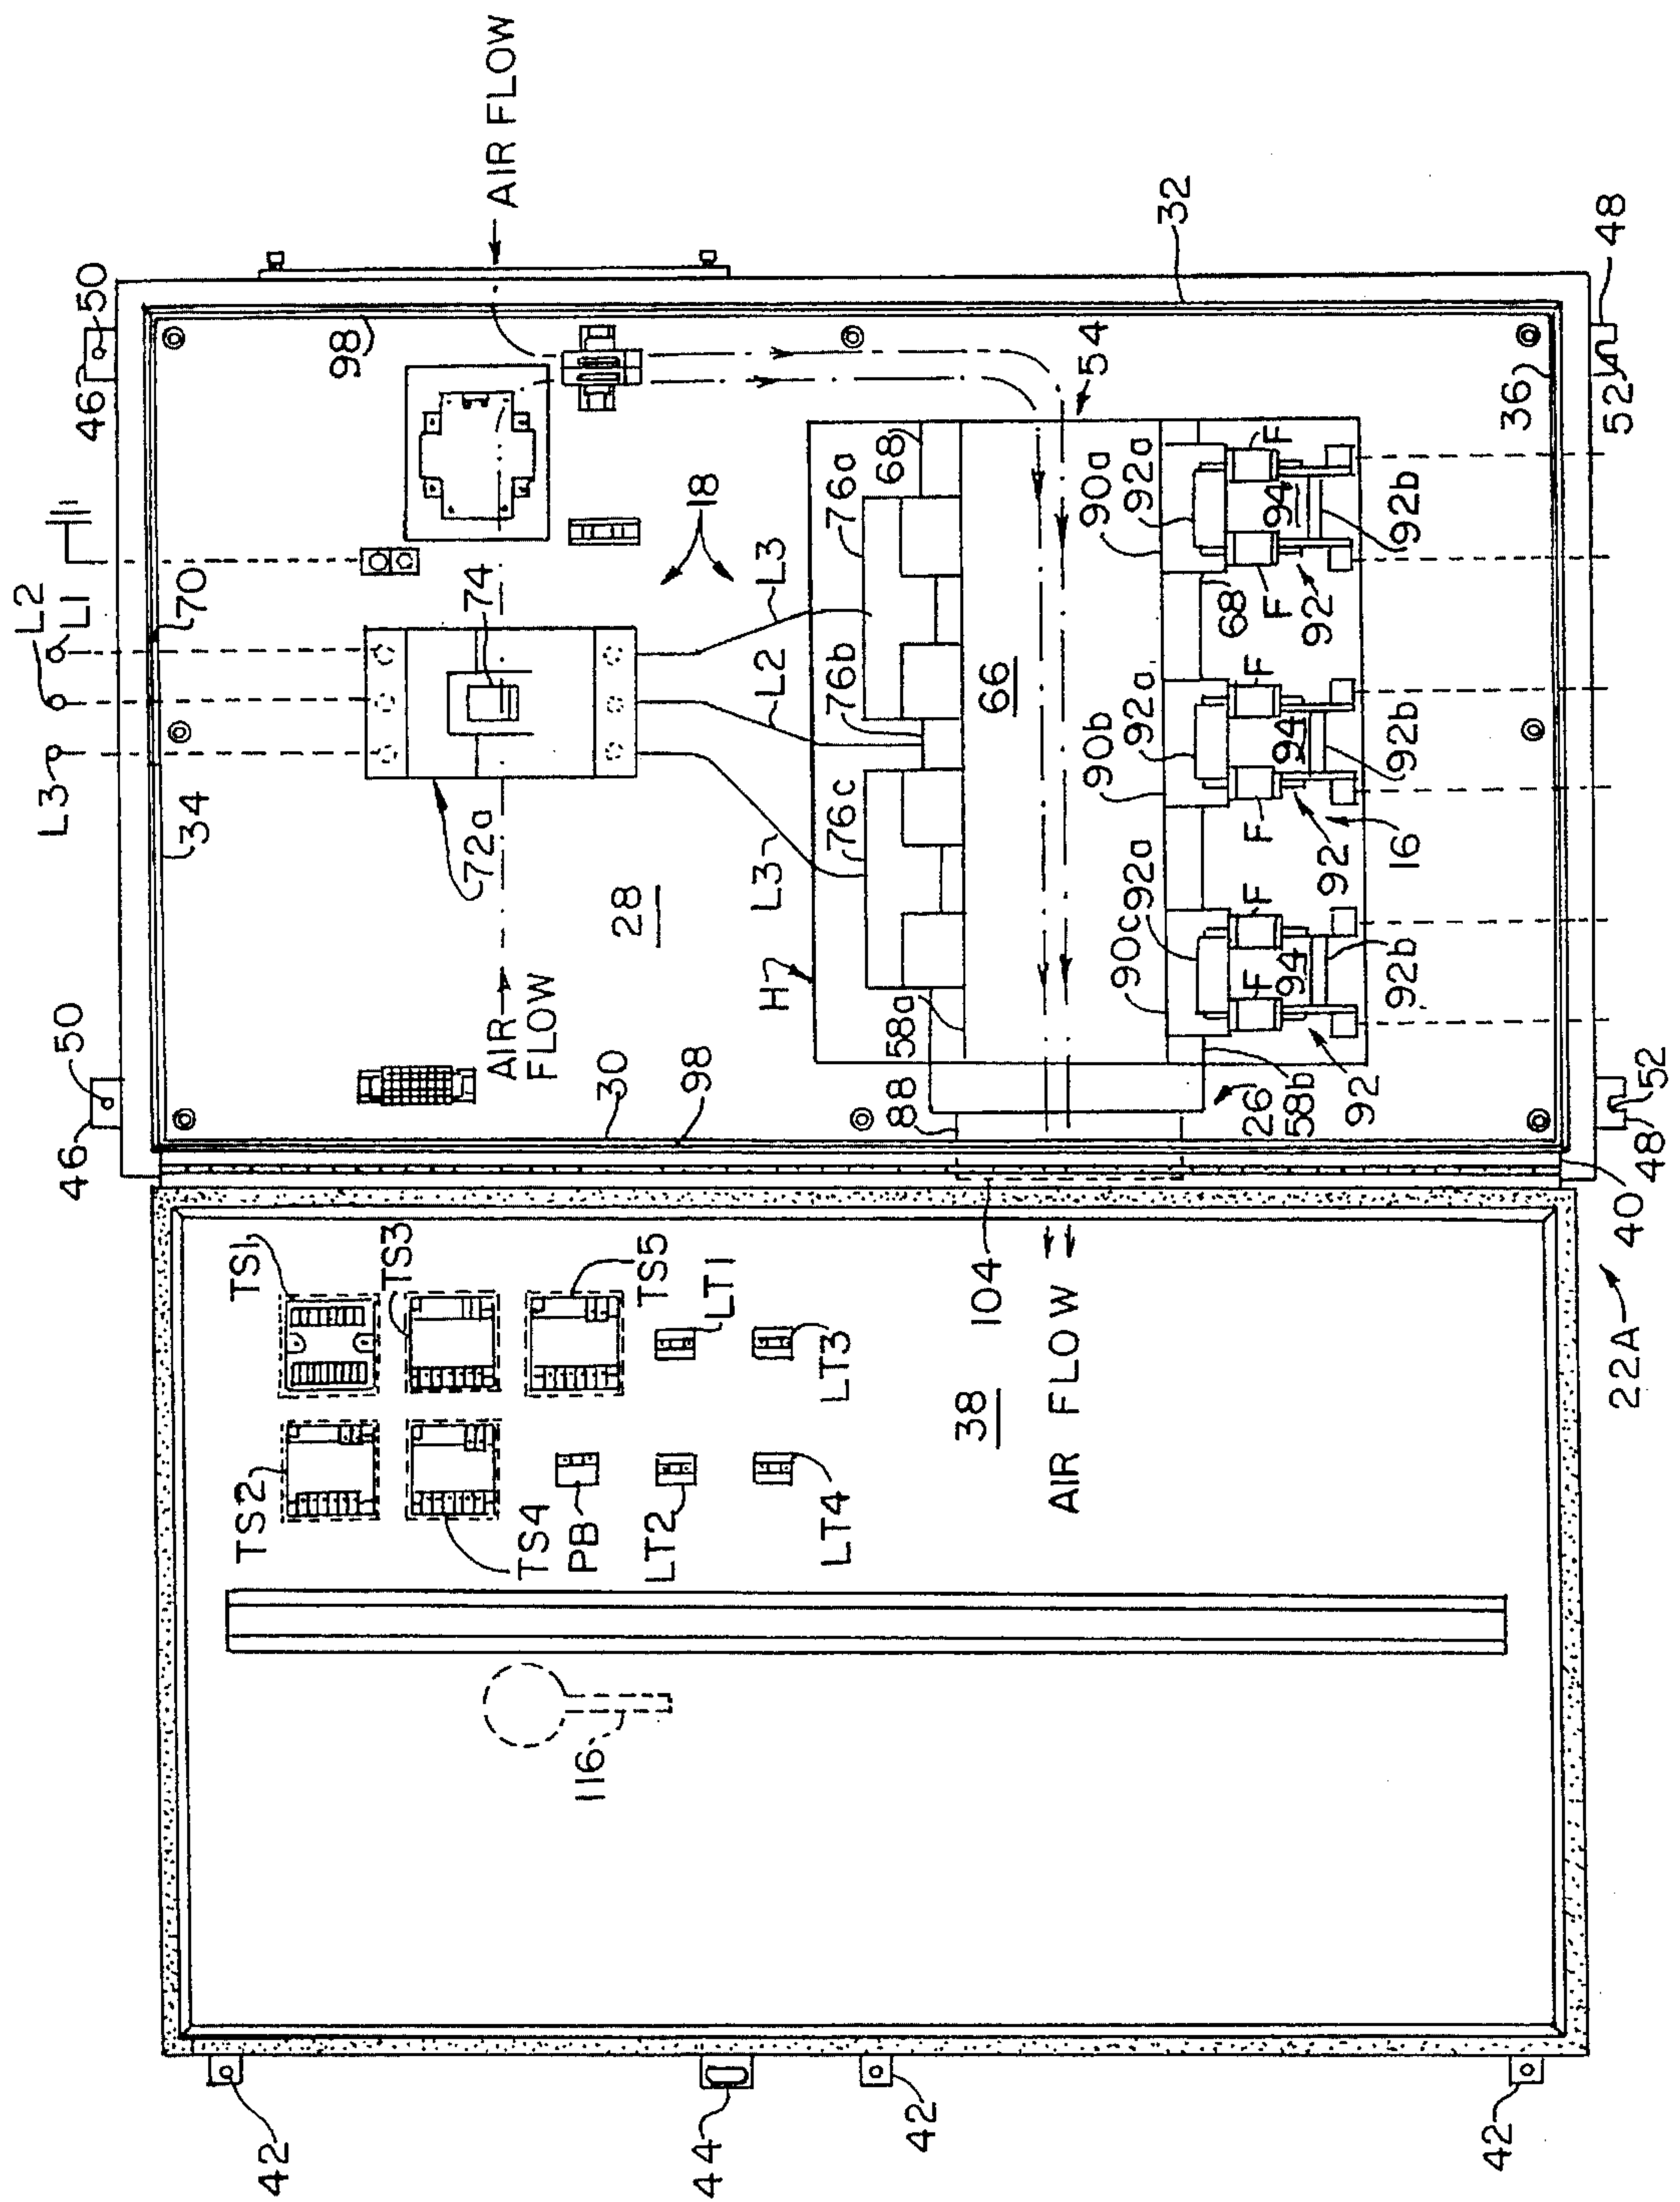 AIR FLOW
50
46
98
L2
L1
L3
70
34
72a
74
18
28
AIR
FLOW
30
98
50
46
32
54
48
52
36
L3
L2
L3
H
76a
68
76b
76c
66
58a
88
90a
92a
90b
92a
90c
92a
68
F
F
F
F
F
F
94
94
94
92
92
92
92b
92b
92b
16
26
58b
52
48
40
22A
104
TS1
TS3
TS5
LT1
LT3
TS2
TS4
PB
LT2
LT4
38
AIR FLOW
116
42
44
42
42